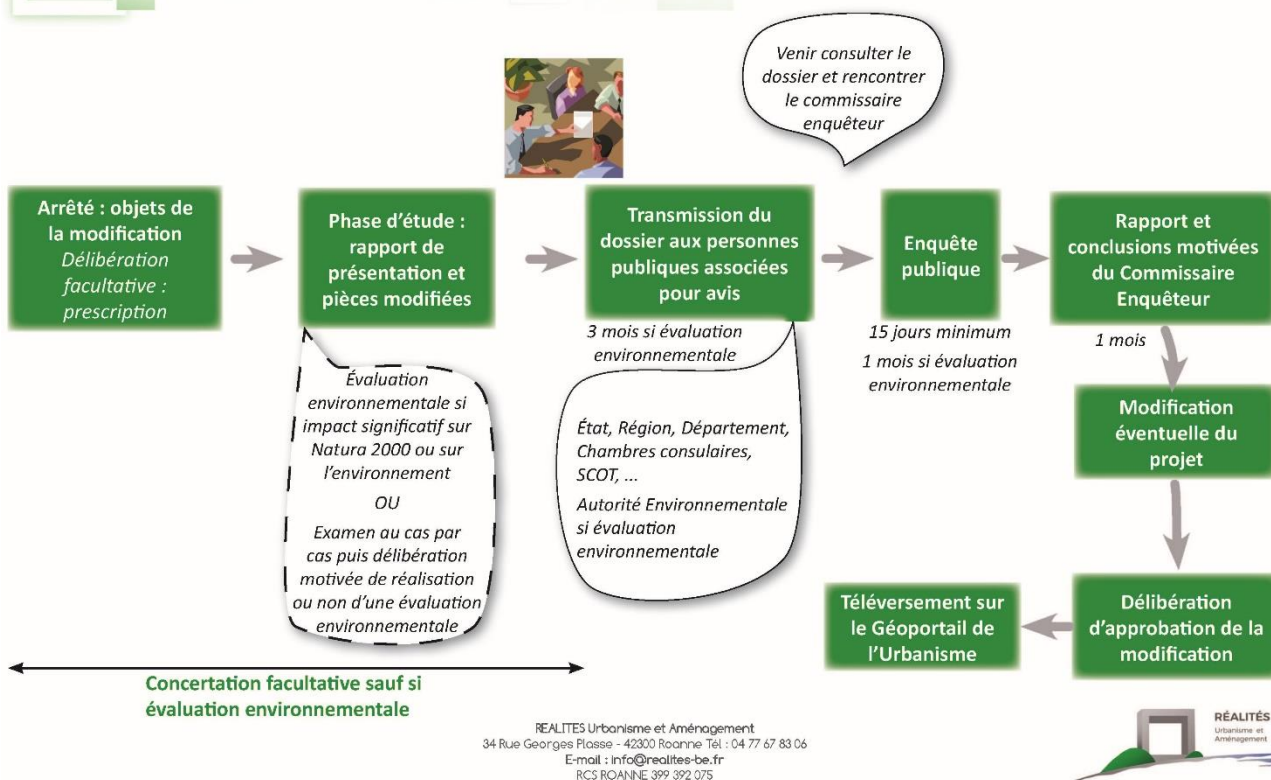 Venir consulter le
dossier et rencontrer
le commissaire
enquêteur
Arrêté : objets de
la modification
Délibération
facultative :
prescription
Phase d’étude :
rapport de
présentation et
pièces modifiées
Transmission du
dossier aux personnes
publiques associées
pour avis
Enquête
publique
Rapport et
conclusions motivées
du Commissaire
Enquêteur
3 mois si évaluation
environnementale
15 jours minimum
1 mois si évaluation
environnementale
1 mois
Évaluation
environnementale si
impact significatif sur
Natura 2000 ou sur
l’environnement
OU
Examen au cas par
cas puis délibération
motivée de réalisation
ou non d’une évaluation
environnementale
État, Région, Département,
Chambres consulaires,
SCOT, ...
Autorité Environnementale
si évaluation
environnementale
Modification
éventuelle du
projet
Délibération
d’approbation de la
modification
Téléversement sur
le Géoportail de
l’Urbanisme
Concertation facultative sauf si
évaluation environnementale
REALITES Urbanisme et Aménagement
34 Rue Georges Plasse - 42300 Roanne Tél : 04 77 67 83 06
E-mail : info@realites-be.fr
RCS ROANNE 399 392 075
RÉALITÉS
Urbanisme et
Aménagement